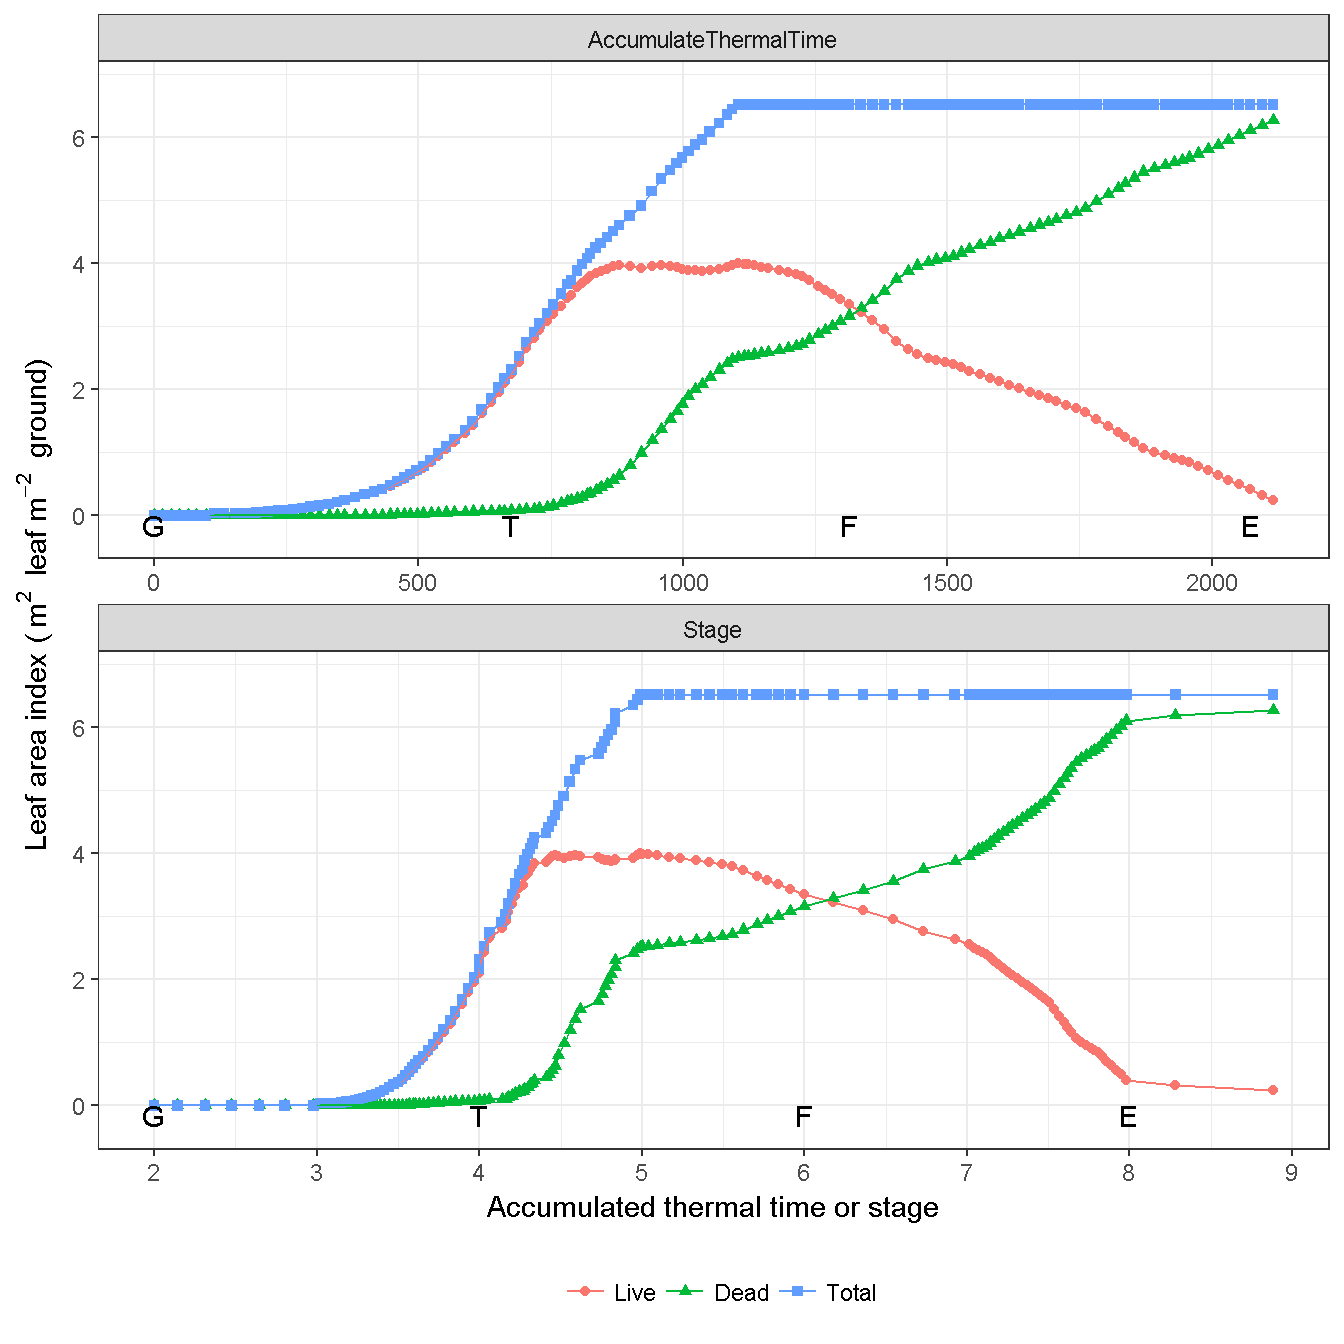 AccumulateThermalTime
6
4
2
0
G T F E
0 500 1000 1500 2000
Stage
6
4
2
0
G T F E
2 3 4 5 6 7 8 9
Leaf area index ( m² leaf m⁻² ground)
Accumulated thermal time or stage
Live Dead Total